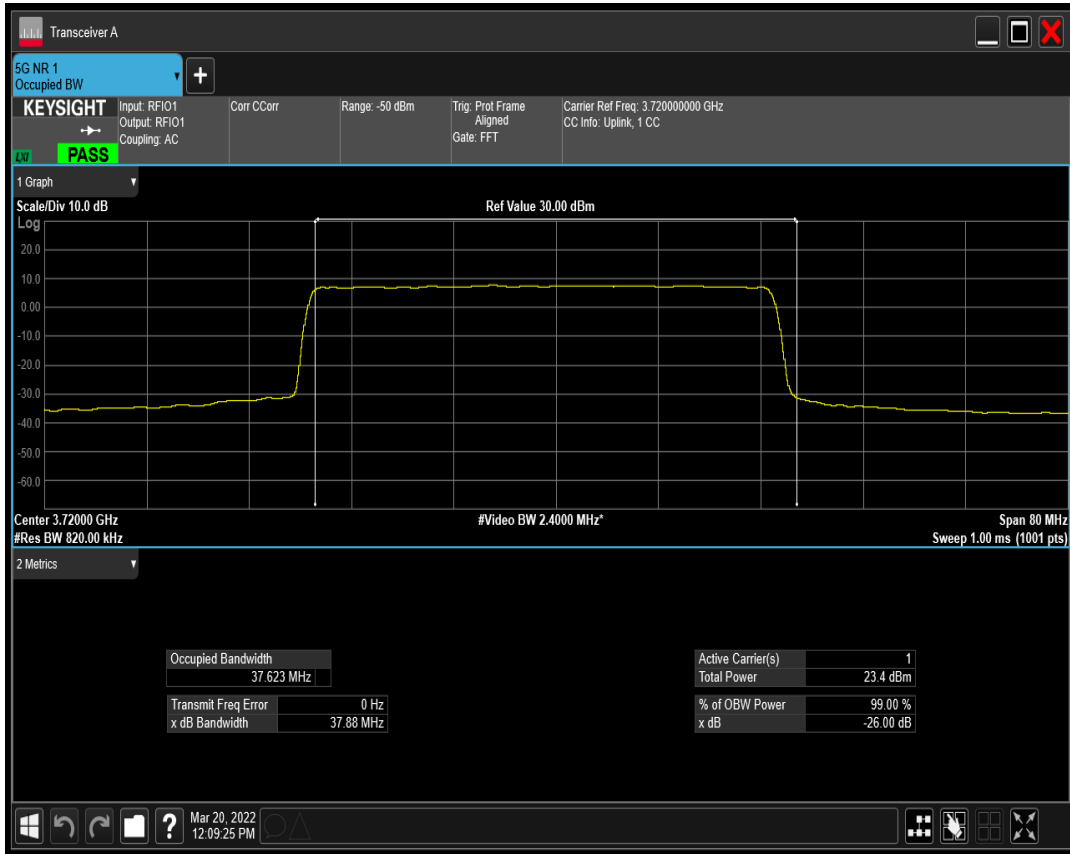 Transceiver A
5G NR 1
Occupied BW
KEYSIGHT
LXI
PASS
Input: RFIO1
Output: RFIO1
Coupling: AC
Corr CCorr
Range: -50 dBm
Trig: Prot Frame
Aligned
Gate: FFT
Carrier Ref Freq: 3.720000000 GHz
CC Info: Uplink, 1 CC
1 Graph
Scale/Div 10.0 dB
Ref Value 30.00 dBm
Log
20.0
10.0
0.00
-10.0
-20.0
-30.0
-40.0
-50.0
-60.0
Center 3.72000 GHz
#Video BW 2.4000 MHz*
Span 80 MHz
#Res BW 820.00 kHz
Sweep 1.00 ms (1001 pts)
2 Metrics
Occupied Bandwidth
37.623 MHz
Transmit Freq Error 0 Hz
x dB Bandwidth 37.88 MHz
Active Carrier(s) 1
Total Power 23.4 dBm
% of OBW Power 99.00 %
x dB -26.00 dB
?
Mar 20, 2022
12:09:25 PM